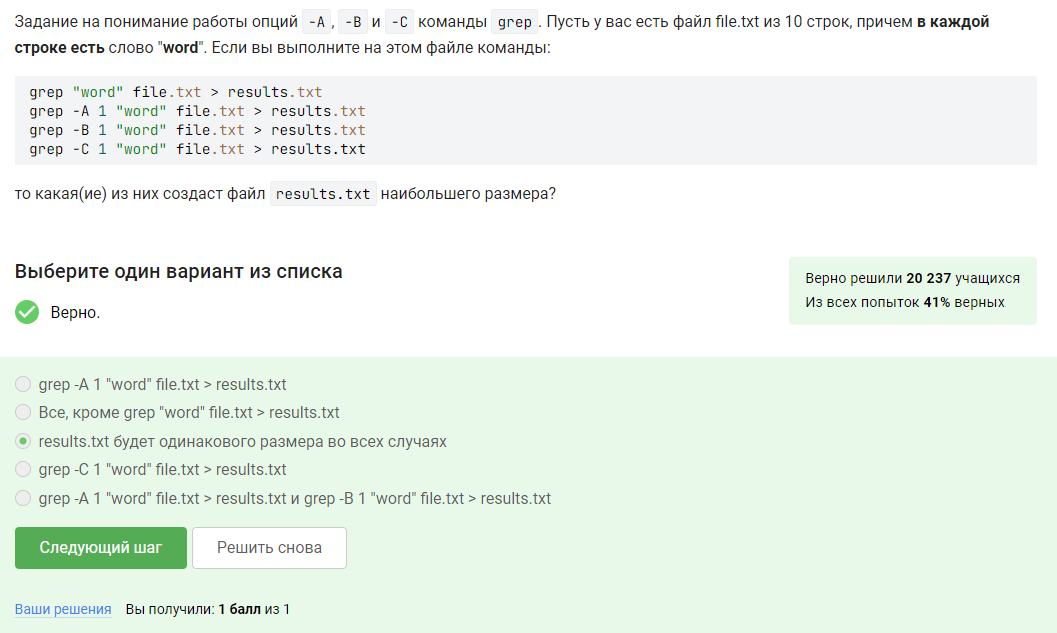 Задание на понимание работы опций -A, -B и -C команды grep. Пусть у вас есть файл file.txt из 10 строк, причем в каждой
строке есть слово "word". Если вы выполните на этом файле команды:
grep "word" file.txt > results.txt
grep -A 1 "word" file.txt > results.txt
grep -B 1 "word" file.txt > results.txt
grep -C 1 "word" file.txt > results.txt
то какая(ие) из них создаст файл results.txt наибольшего размера?
Выберите один вариант из списка
Верно.
Верно решили 20 237 учащихся
Из всех попыток 41% верных
grep -A 1 "word" file.txt > results.txt
Все, кроме grep "word" file.txt > results.txt
results.txt будет одинакового размера во всех случаях
grep -C 1 "word" file.txt > results.txt
grep -A 1 "word" file.txt > results.txt и grep -B 1 "word" file.txt > results.txt
Следующий шаг
Решить снова
Ваши решения Вы получили: 1 балл из 1